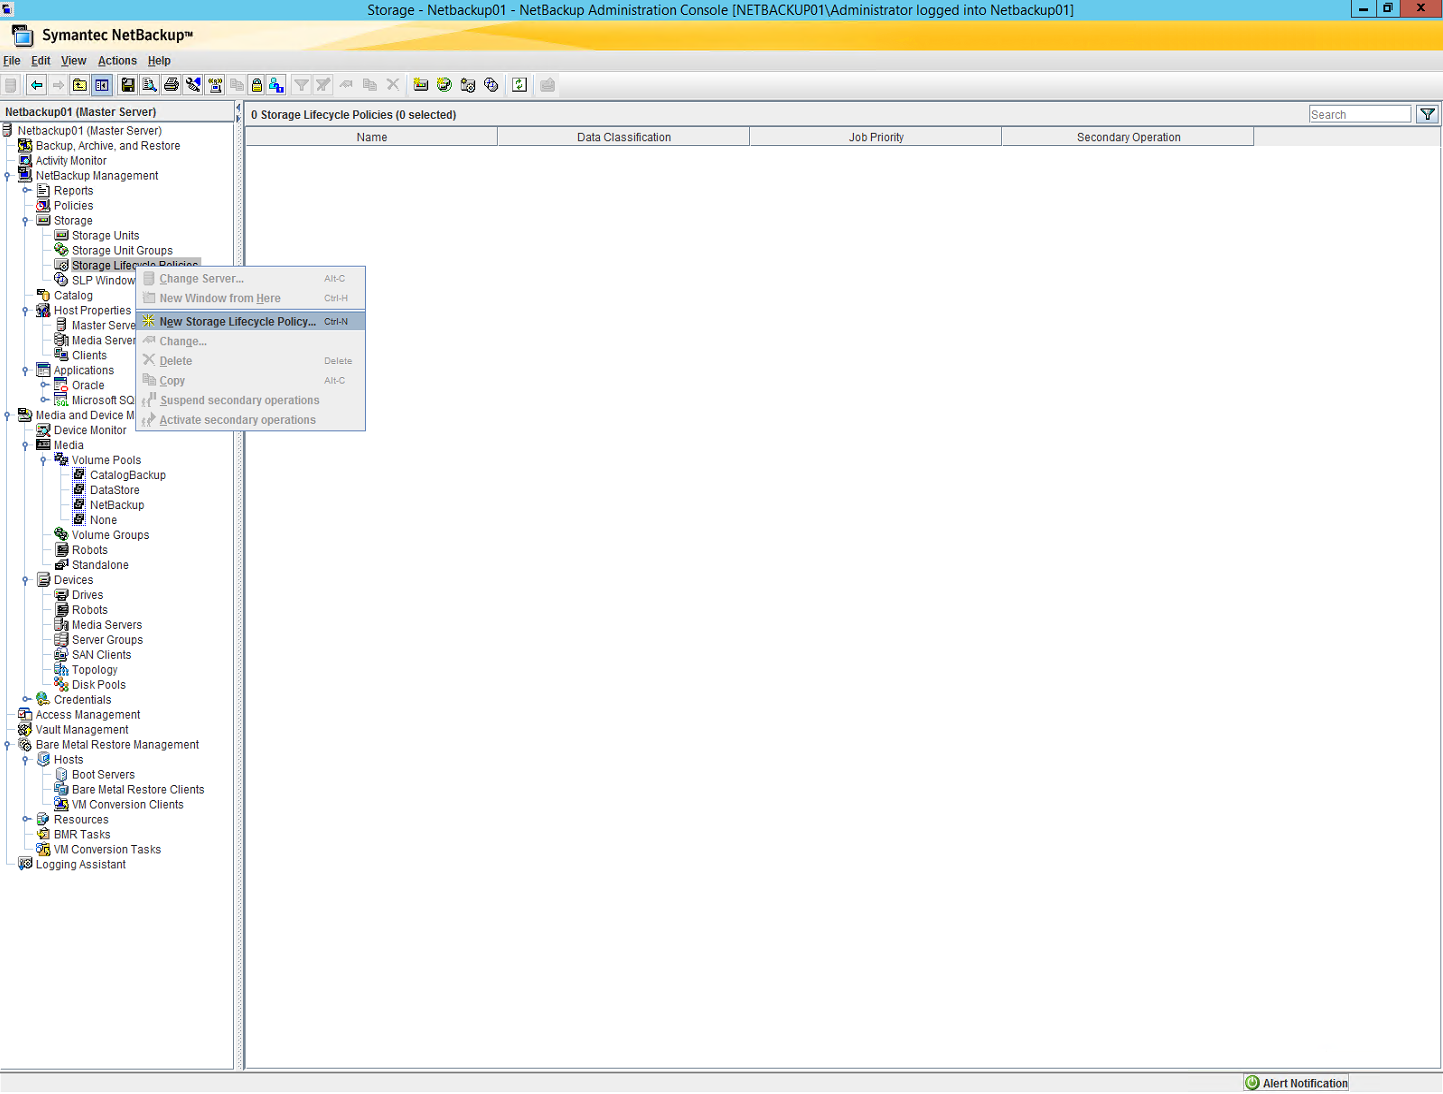 Storage - Netbackup01 - NetBackup Administration Console [NETBACKUP01\Administrator logged into Netbackup01]
Symantec NetBackup™
File Edit View Actions Help
Netbackup01 (Master Server)
0 Storage Lifecycle Policies (0 selected)
Search
Name Data Classification Job Priority Secondary Operation
Netbackup01 (Master Server)
Backup, Archive, and Restore
Activity Monitor
NetBackup Management
Reports
Policies
Storage
Storage Units
Storage Unit Groups
Storage Lifecycle Policies
SLP Window
Catalog
Host Properties
Master Serve
Media Server
Clients
Applications
Oracle
Microsoft SQ
Media and Device M
Device Monitor
Media
Volume Pools
CatalogBackup
DataStore
NetBackup
None
Volume Groups
Robots
Standalone
Devices
Drives
Robots
Media Servers
Server Groups
SAN Clients
Topology
Disk Pools
Credentials
Access Management
Vault Management
Bare Metal Restore Management
Hosts
Boot Servers
Bare Metal Restore Clients
VM Conversion Clients
Resources
BMR Tasks
VM Conversion Tasks
Logging Assistant
Change Server... Alt-C
New Window from Here Ctrl-H
New Storage Lifecycle Policy... Ctrl-N
Change...
Delete Delete
Copy Alt-C
Suspend secondary operations
Activate secondary operations
Alert Notification